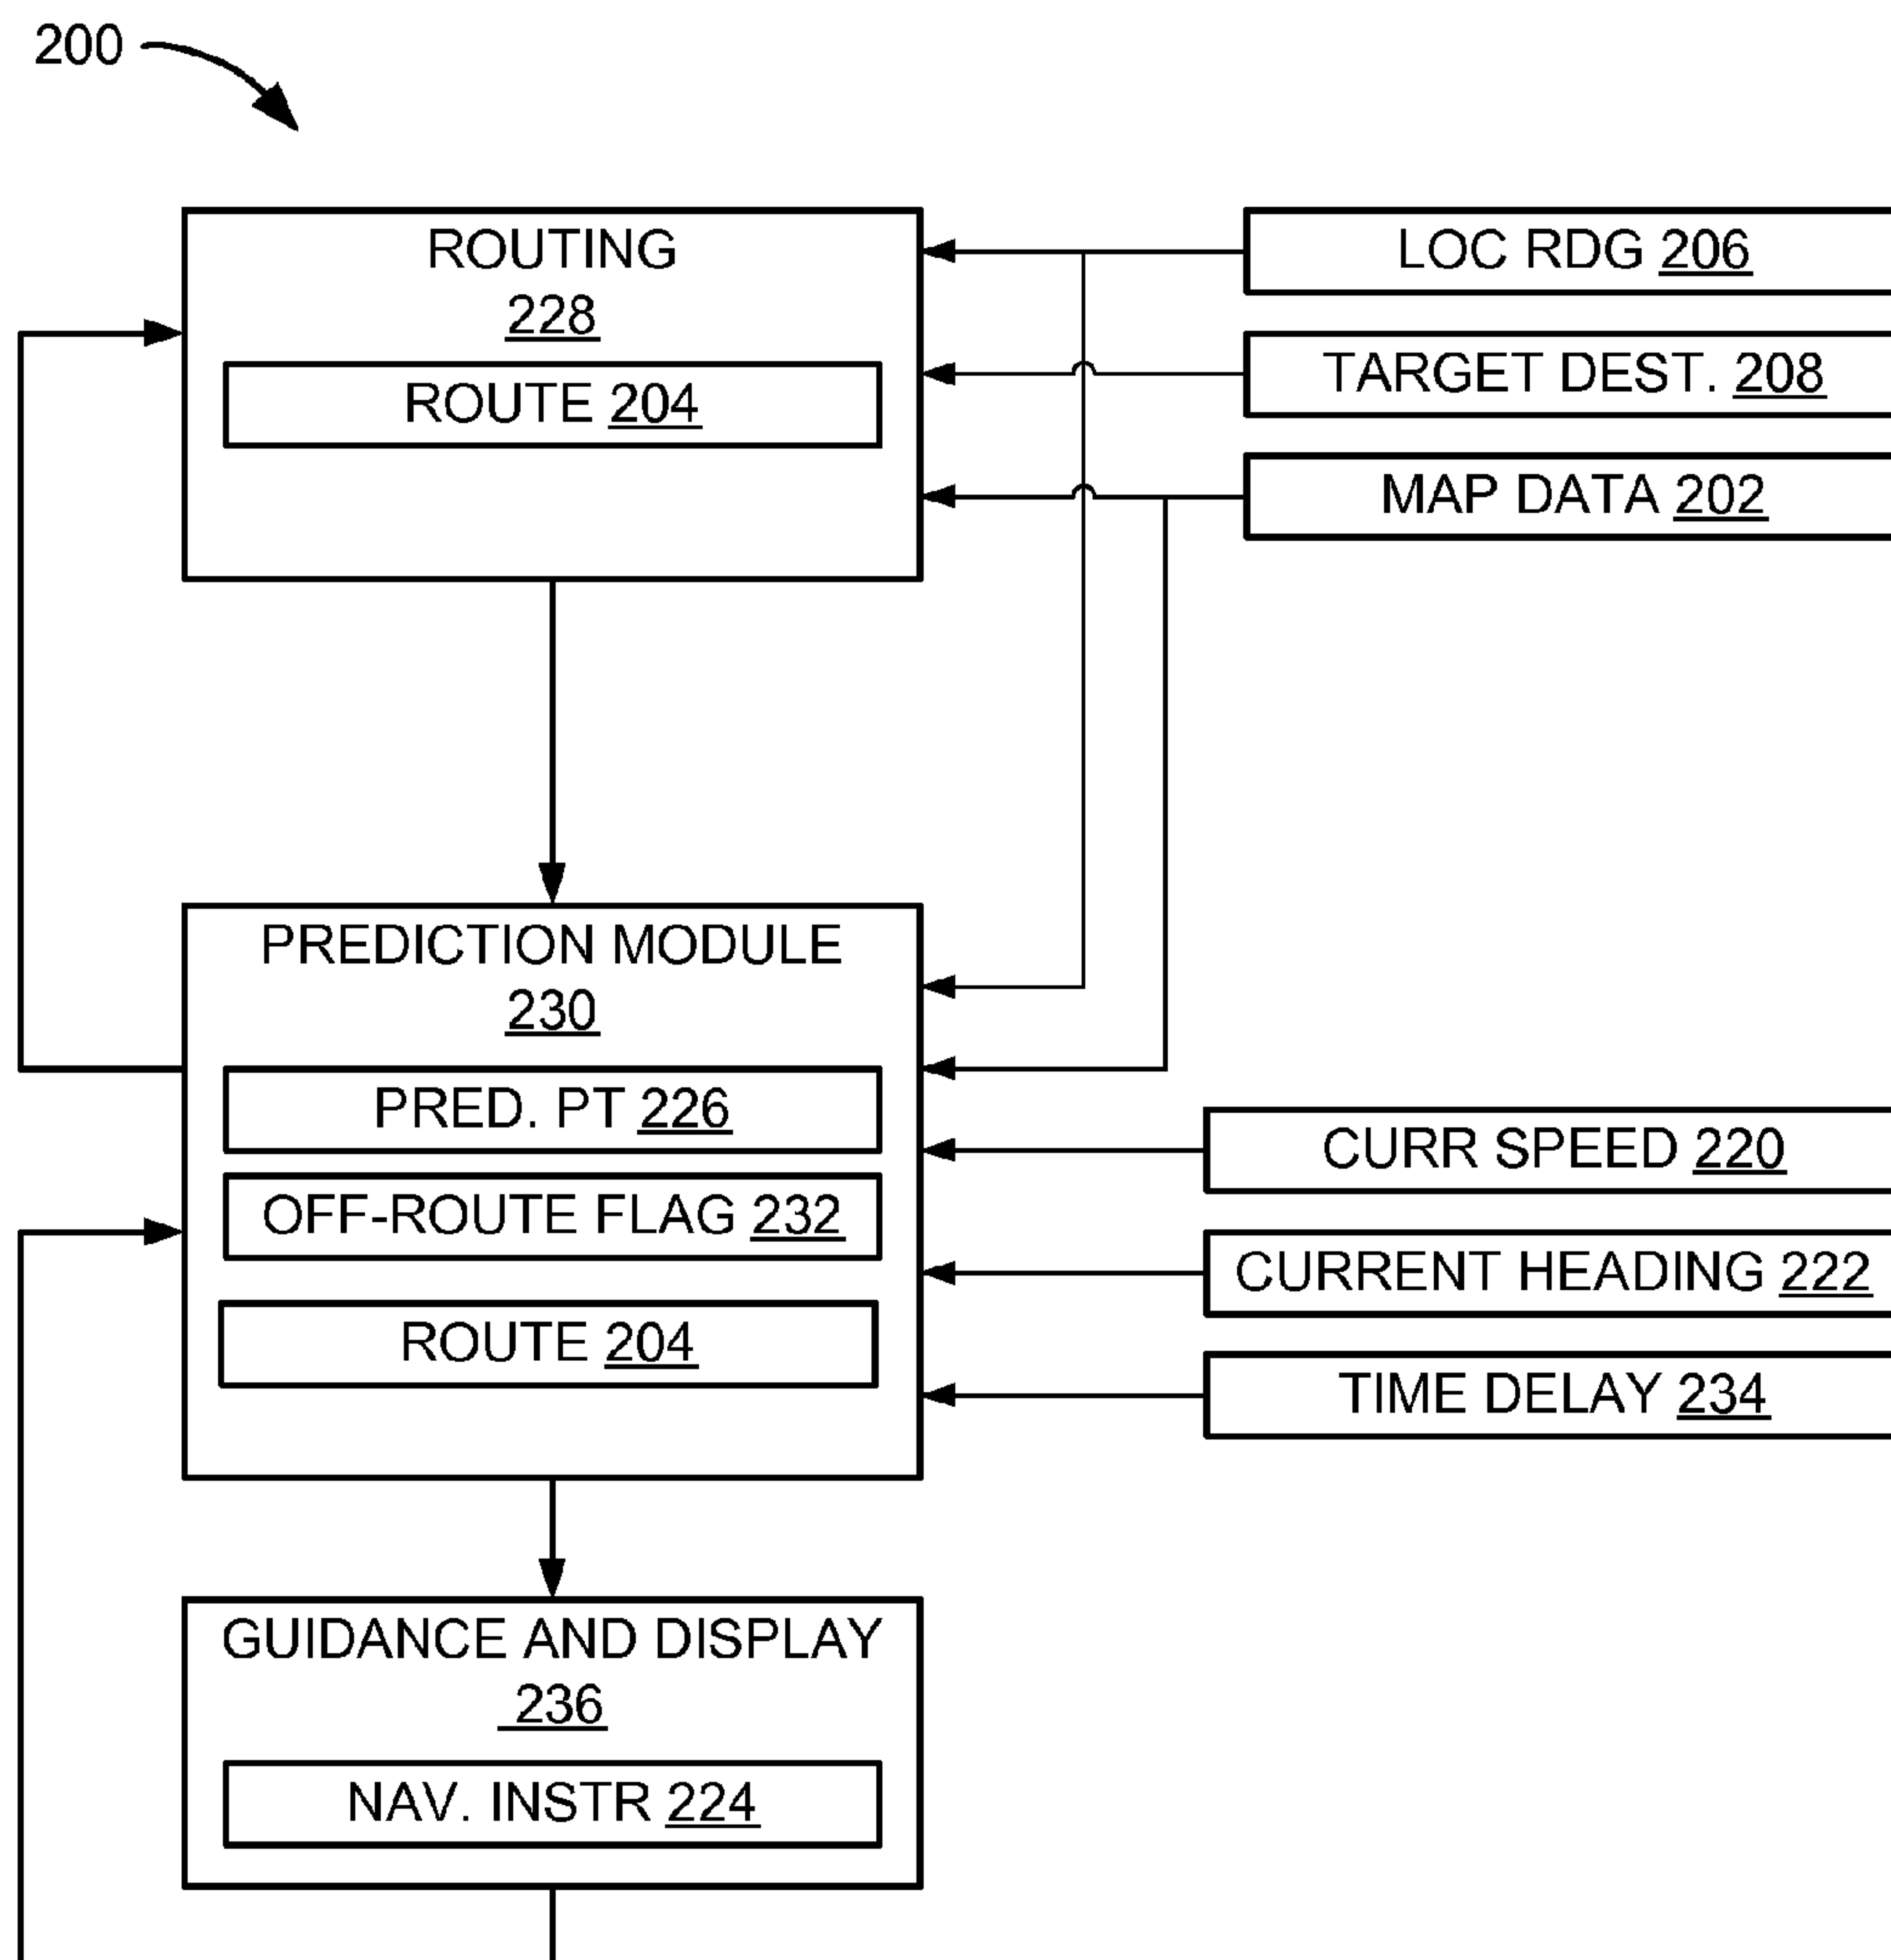 200
ROUTING
228
ROUTE 204
LOC RDG 206
TARGET DEST. 208
MAP DATA 202
PREDICTION MODULE
230
PRED. PT 226
OFF-ROUTE FLAG 232
ROUTE 204
CURR SPEED 220
CURRENT HEADING 222
TIME DELAY 234
GUIDANCE AND DISPLAY
236
NAV. INSTR 224